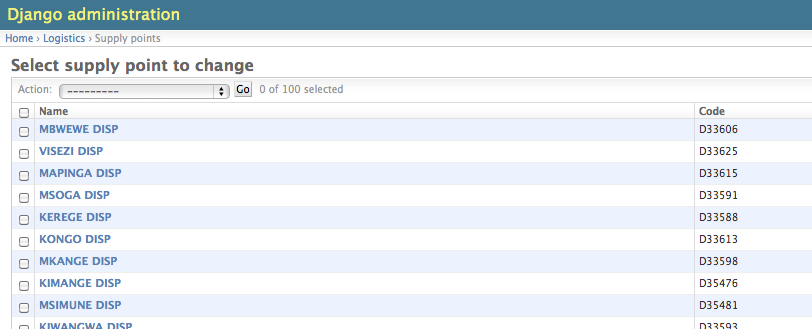 Django administration
Home › Logistics › Supply points
Select supply point to change
Action: --------- Go 0 of 100 selected
Name Code
MBWEWE DISP D33606
VISEZI DISP D33625
MAPINGA DISP D33615
MSOGA DISP D33591
KEREGE DISP D33588
KONGO DISP D33613
MKANGE DISP D33598
KIMANGE DISP D35476
MSIMUNE DISP D35481
KIWANGWA DISP D33593